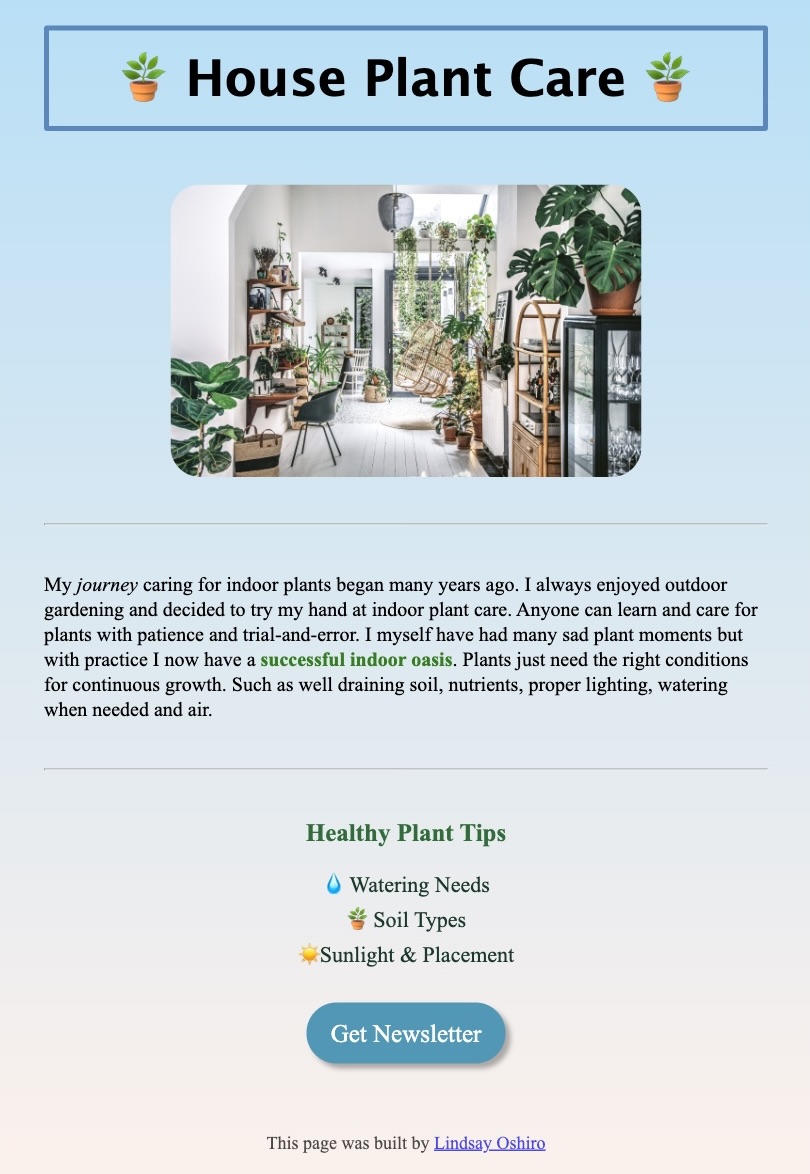 🪴 House Plant Care 🪴
My journey caring for indoor plants began many years ago. I always enjoyed outdoor
gardening and decided to try my hand at indoor plant care. Anyone can learn and care for
plants with patience and trial-and-error. I myself have had many sad plant moments but
with practice I now have a successful indoor oasis. Plants just need the right conditions
for continuous growth. Such as well draining soil, nutrients, proper lighting, watering
when needed and air.
Healthy Plant Tips
💧 Watering Needs
🪴 Soil Types
☀️Sunlight & Placement
Get Newsletter
This page was built by Lindsay Oshiro